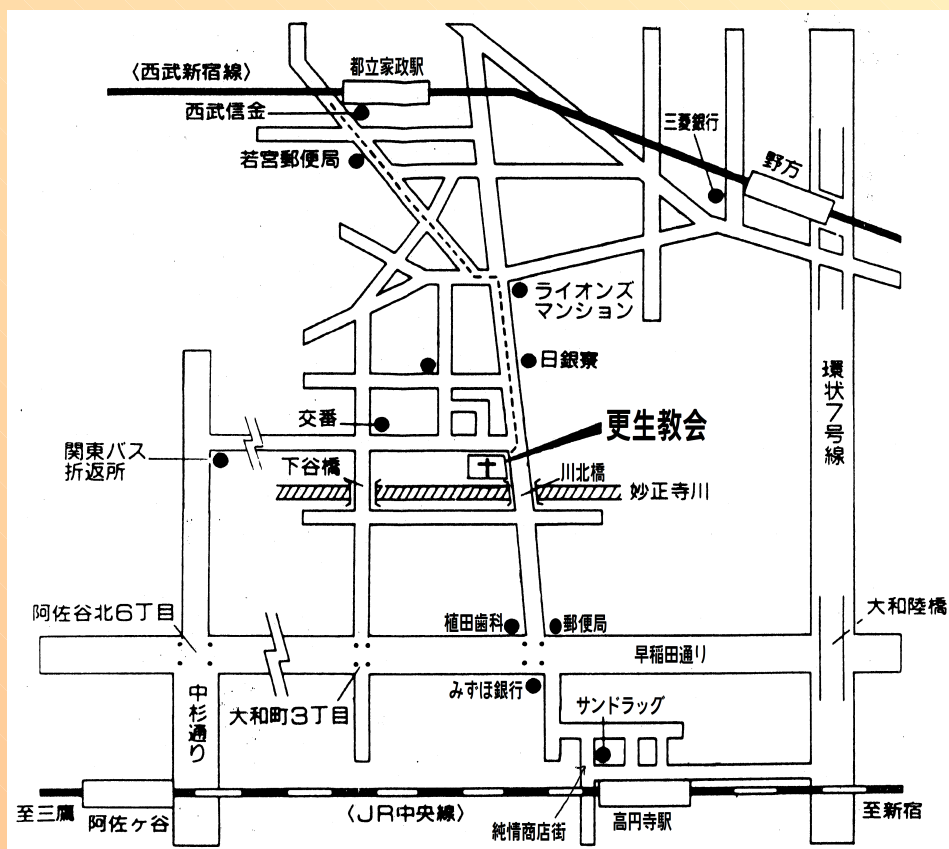 〈西武新宿線〉
都立家政駅
西武信金
三菱銀行
若宮郵便局
野方
ライオンズ
マンション
日銀寮
環状7号線
交番
更生教会
関東バス
折返所
下谷橋
川北橋
妙正寺川
阿佐谷北6丁目
植田歯科
郵便局
大和陸橋
早稲田通り
中杉通り
大和町3丁目
みずほ銀行
サンドラッグ
至三鷹
阿佐ヶ谷
〈JR中央線〉
純情商店街
高円寺駅
至新宿